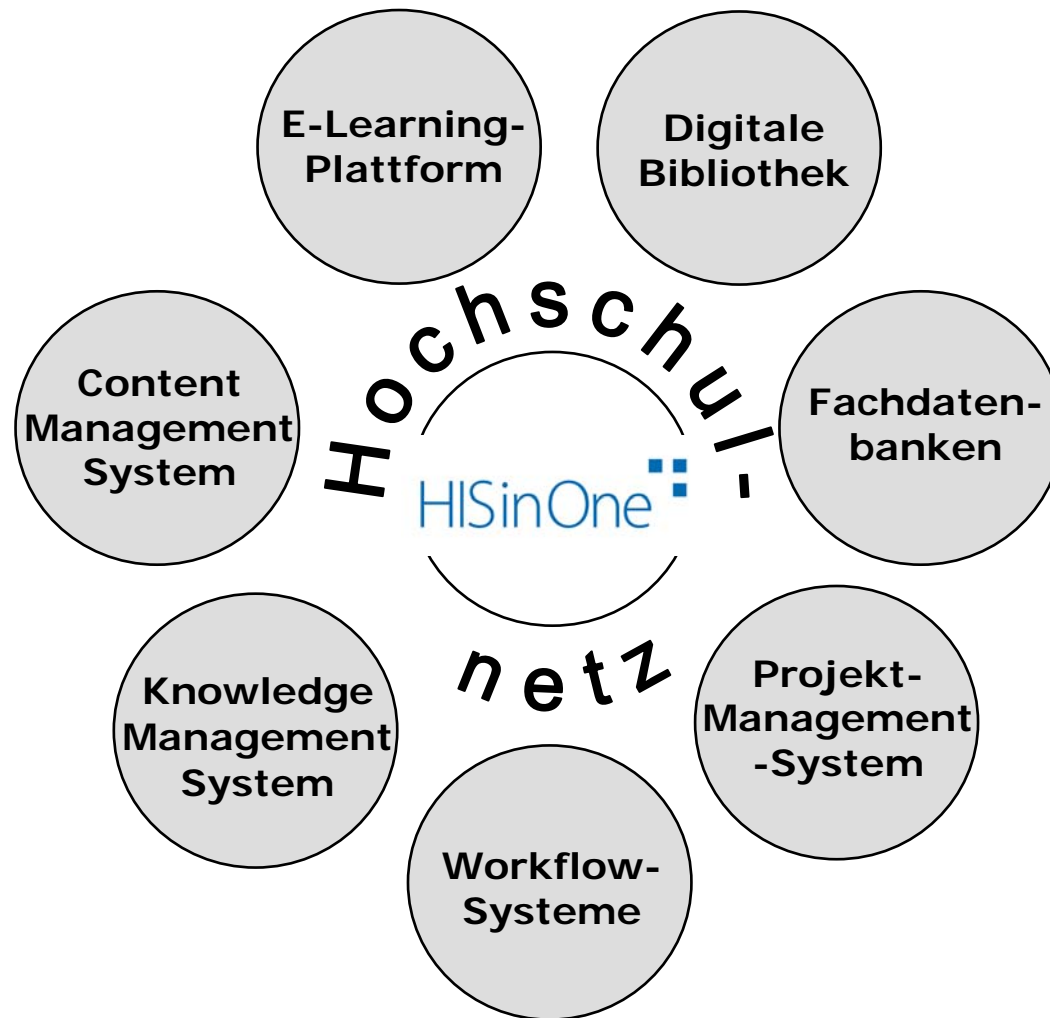 E-Learning-
Plattform
Digitale
Bibliothek
Content
Management
System
Hochschul-
netz
HISinOne
Fachdaten-
banken
Knowledge
Management
System
Projekt-
Management
-System
Workflow-
Systeme